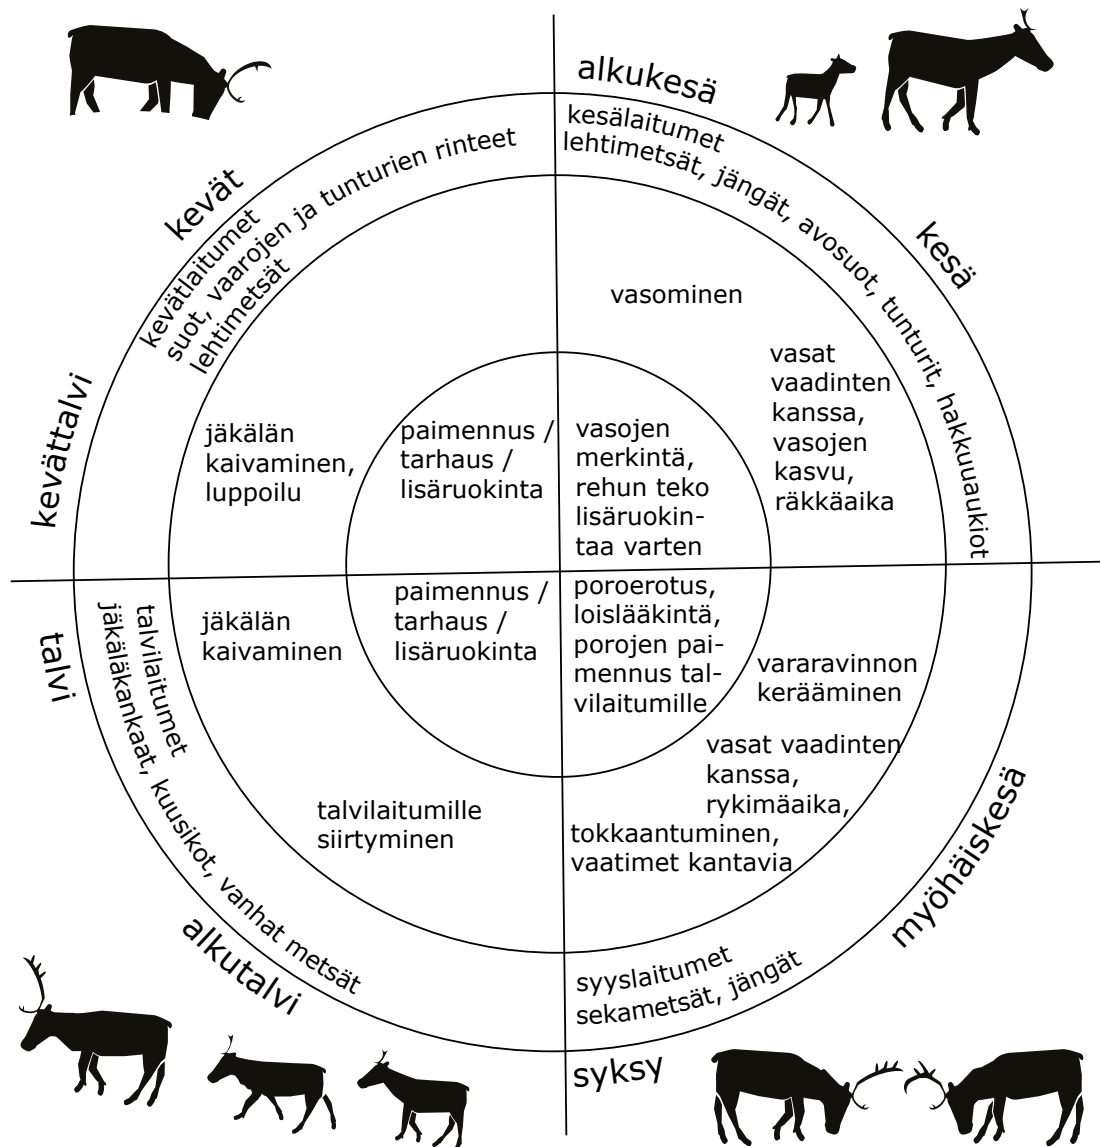 alkukesä
kesälaitumet
lehtimetsät, jängät, avosuot, tunturit, hakkuuaukiot
kesä
vasominen
vasat
vaadinten
kanssa,
vasojen
kasvu,
räkkäaika
vasojen
merkintä,
rehun teko
lisäruokin-
taa varten
poroerotus,
loislääkintä,
porojen pai-
mennus tal-
vilaitumille
vararavinnon
kerääminen
vasat vaadinten
kanssa,
rykimäaika,
tokkaantuminen,
vaatimet kantavia
myöhäiskesä
syyslaitumet
sekametsät, jängät
syksy
alkutalvi
talvilaitumet
jäkäläkankaat, kuusikot, vanhat metsät
talvi
talvilaitumille
siirtyminen
jäkälän
kaivaminen
paimennus /
tarhaus /
lisäruokinta
kevättalvi
kevät
kevätlaitumet
suot, vaarojen ja tunturien rinteet
lehtimetsät
jäkälän
kaivaminen,
luppoilu
paimennus /
tarhaus /
lisäruokinta